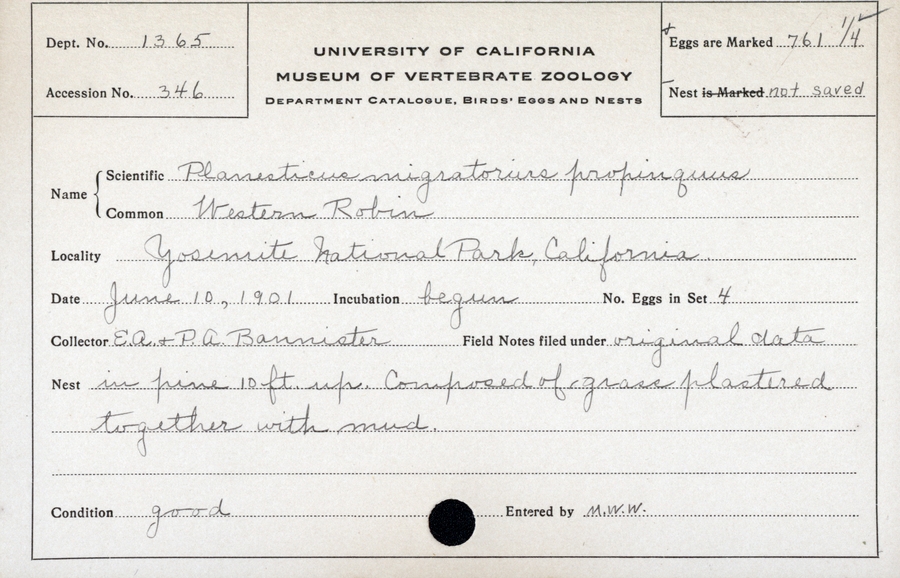 Dept. No. 1365
Accession No. 346
UNIVERSITY OF CALIFORNIA
MUSEUM OF VERTEBRATE ZOOLOGY
DEPARTMENT CATALOGUE, BIRDS' EGGS AND NESTS
Eggs are Marked 761 1/4
Nest is Marked not saved
Name
Scientific Planesticus migratorius propinquus
Common Western Robin
Locality Yosemite National Park, California.
Date June 10, 1901 Incubation begun No. Eggs in Set 4
Collector E.A. + P.A. Bannister Field Notes filed under original data
Nest in pine 10 ft. up. Composed of grass plastered
together with mud.
Condition good Entered by M.W.W.